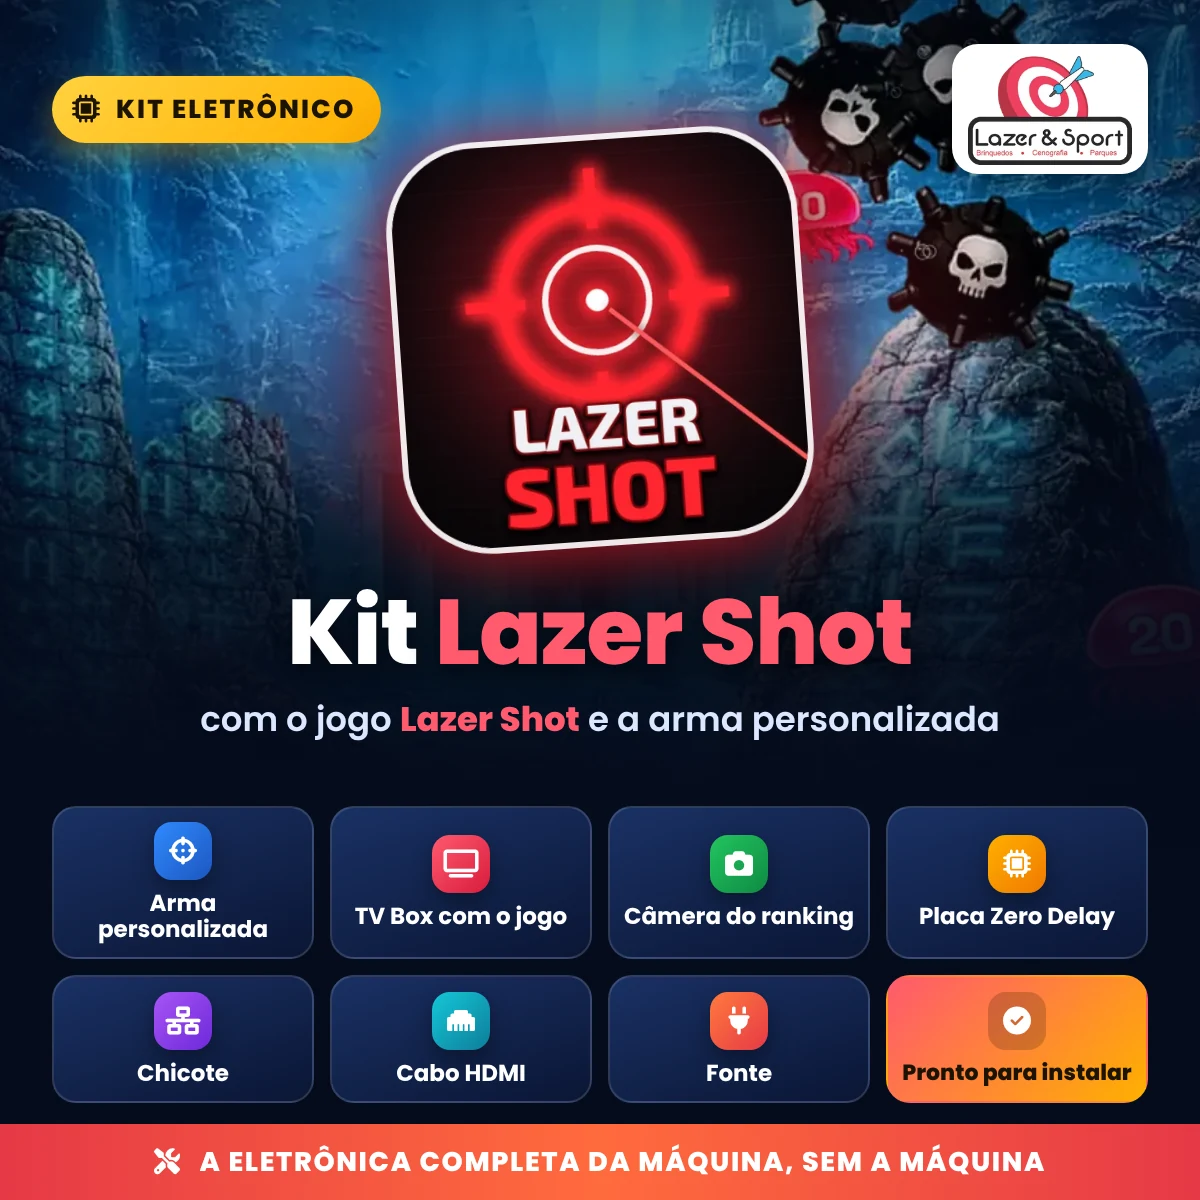 KIT ELETRÔNICO
Lazer & Sport
Brinquedos • Cenografia • Parques
10
LAZER
SHOT
20
Kit Lazer Shot
com o jogo Lazer Shot e a arma personalizada
Arma
personalizada
TV Box com o jogo
Câmera do ranking
Placa Zero Delay
Chicote
Cabo HDMI
Fonte
Pronto para instalar
A ELETRÔNICA COMPLETA DA MÁQUINA, SEM A MÁQUINA